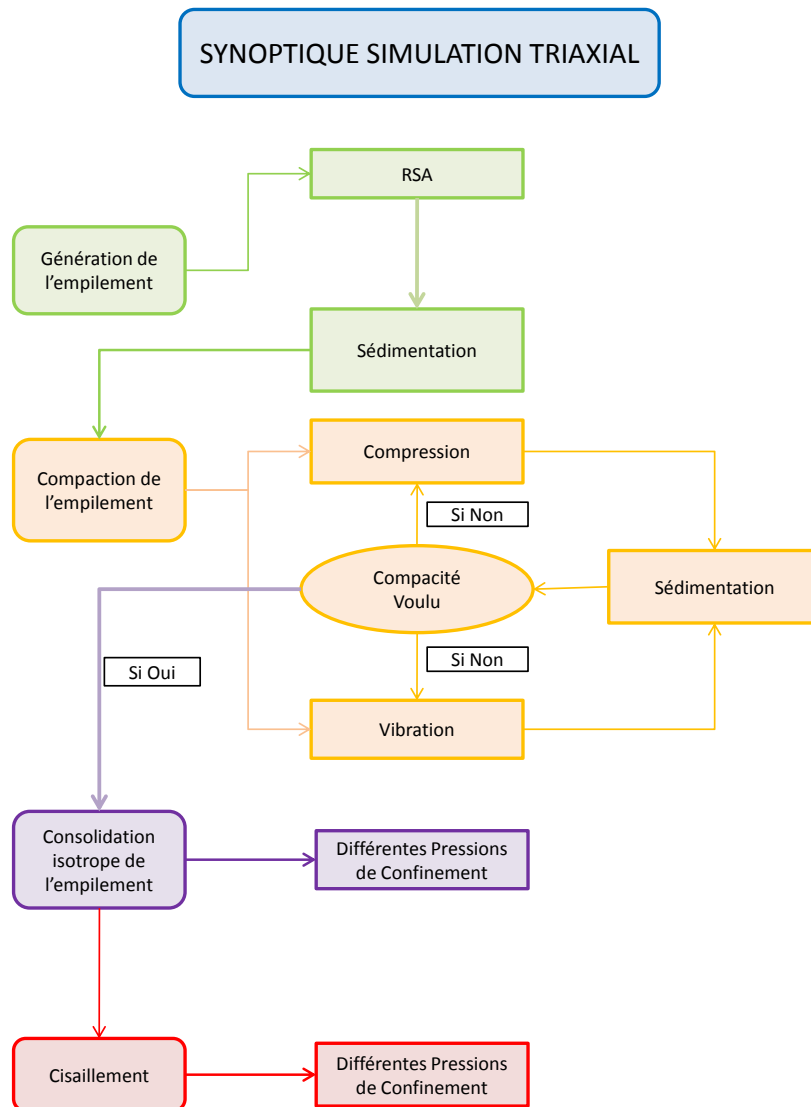 SYNOPTIQUE SIMULATION TRIAXIAL
RSA
Génération de
l'empilement
Sédimentation
Compaction de
l'empilement
Compression
Si Non
Compacité
Voulu
Sédimentation
Si Non
Si Oui
Vibration
Consolidation
isotrope de
l'empilement
Différentes Pressions
de Confinement
Cisaillement
Différentes Pressions
de Confinement